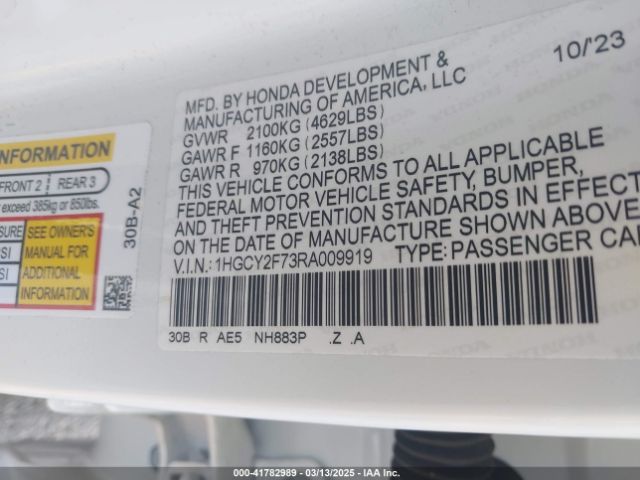 10/'23
MFD. BY HONDA DEVELOPMENT &
MANUFACTURING OF AMERICA, LLC
GVWR 2100KG (4629LBS)
GAWR F 1160KG (2557LBS)
GAWR R 970KG (2138LBS)
THIS VEHICLE CONFORMS TO ALL APPLICABLE
FEDERAL MOTOR VEHICLE SAFETY, BUMPER,
AND THEFT PREVENTION STANDARDS IN EFFECT
ON THE DATE OF MANUFACTURE SHOWN ABOVE
V.I.N.: 1HGCY2F73RA009919 TYPE: PASSENGER CAR
30B R AE5 NH883P .Z .A
INFORMATION
FRONT 2 REAR 3
exceed 385kg or 850lbs.
SEE OWNER'S
MANUAL FOR
ADDITIONAL
INFORMATION
30B-A2
HONDA
000-41782989 - 03/13/2025 - IAA Inc.